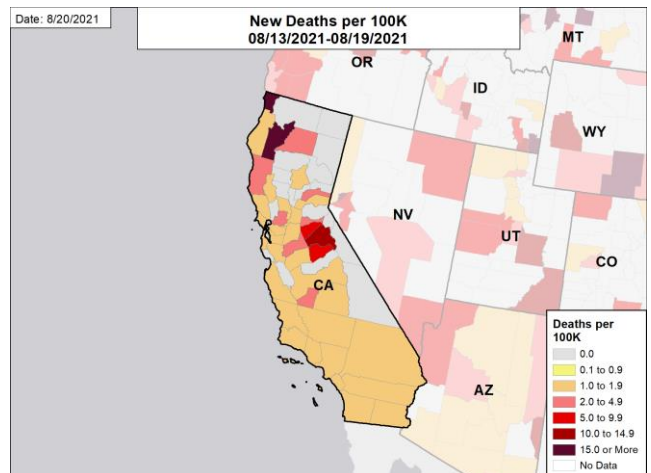 Date: 8/20/2021
New Deaths per 100K
08/13/2021-08/19/2021
MT
OR
ID
WY
NV
UT
CO
CA
AZ
Deaths per
100K
0.0
0.1 to 0.9
1.0 to 1.9
2.0 to 4.9
5.0 to 9.9
10.0 to 14.9
15.0 or More
No Data